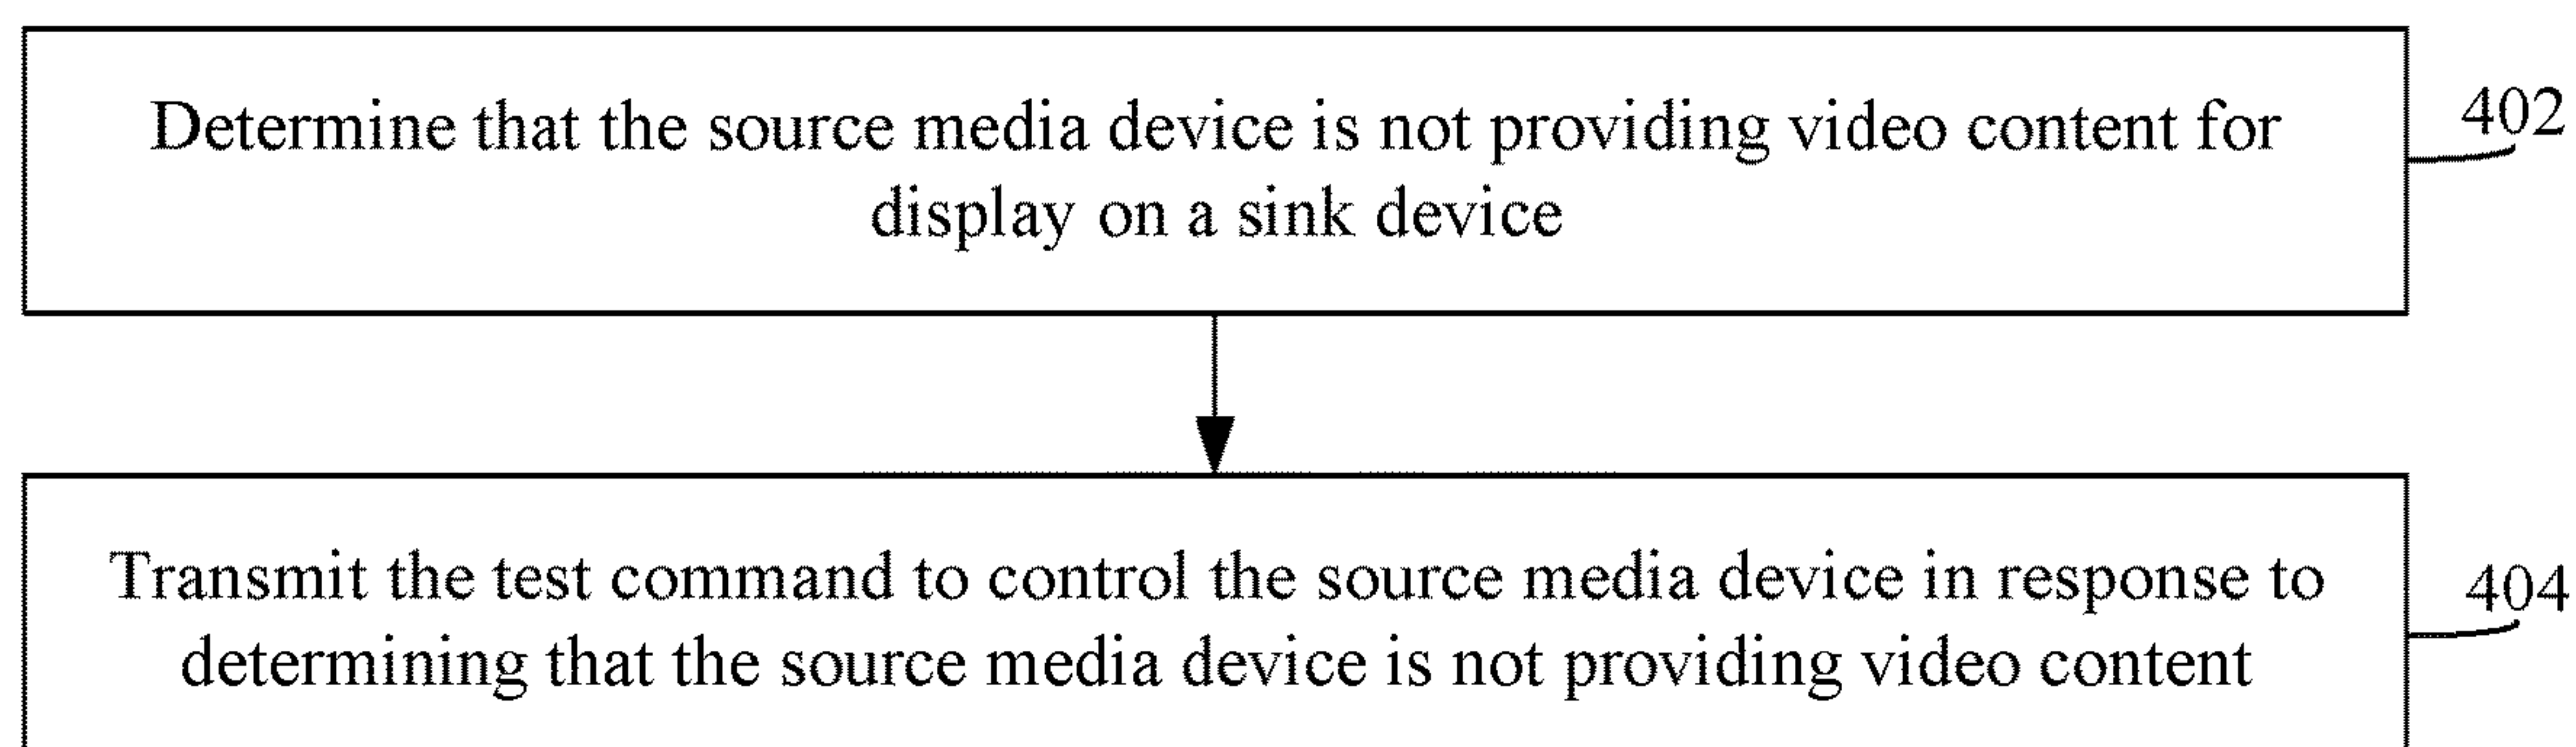 Determine that the source media device is not providing video content for
display on a sink device
402
Transmit the test command to control the source media device in response to
determining that the source media device is not providing video content
404